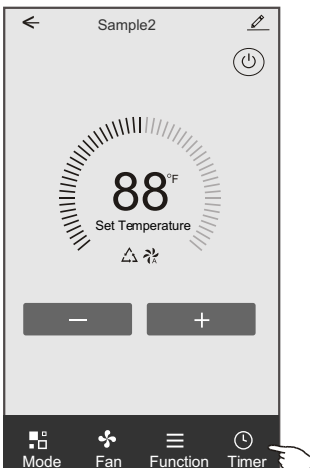 Sample2
88°F
Set Temperature
A
− +
Mode Fan Function Timer